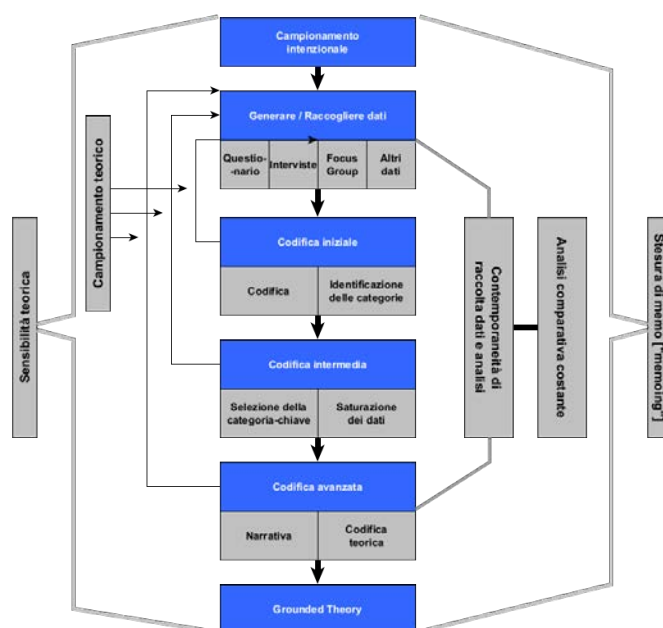 Campionamento
intenzionale
Generare / Raccogliere dati
Questio-
-nario
Interviste
Focus
Group
Altri
dati
Campionamento teorico
Codifica iniziale
Codifica
Identificazione
delle categorie
Sensibilità teorica
Contemporaneità di
raccolta dati e analisi
Analisi comparativa costante
Stesura di memo ["memoing"]
Codifica intermedia
Selezione della
categoria-chiave
Saturazione
dei dati
Codifica avanzata
Narrativa
Codifica
teorica
Grounded Theory